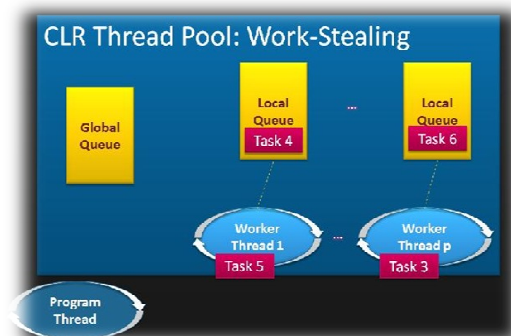 CLR Thread Pool: Work-Stealing
Global
Queue
Local
Queue
Task 4
...
Local
Queue
Task 6
Worker
Thread 1
Task 5
...
Worker
Thread p
Task 3
Program
Thread